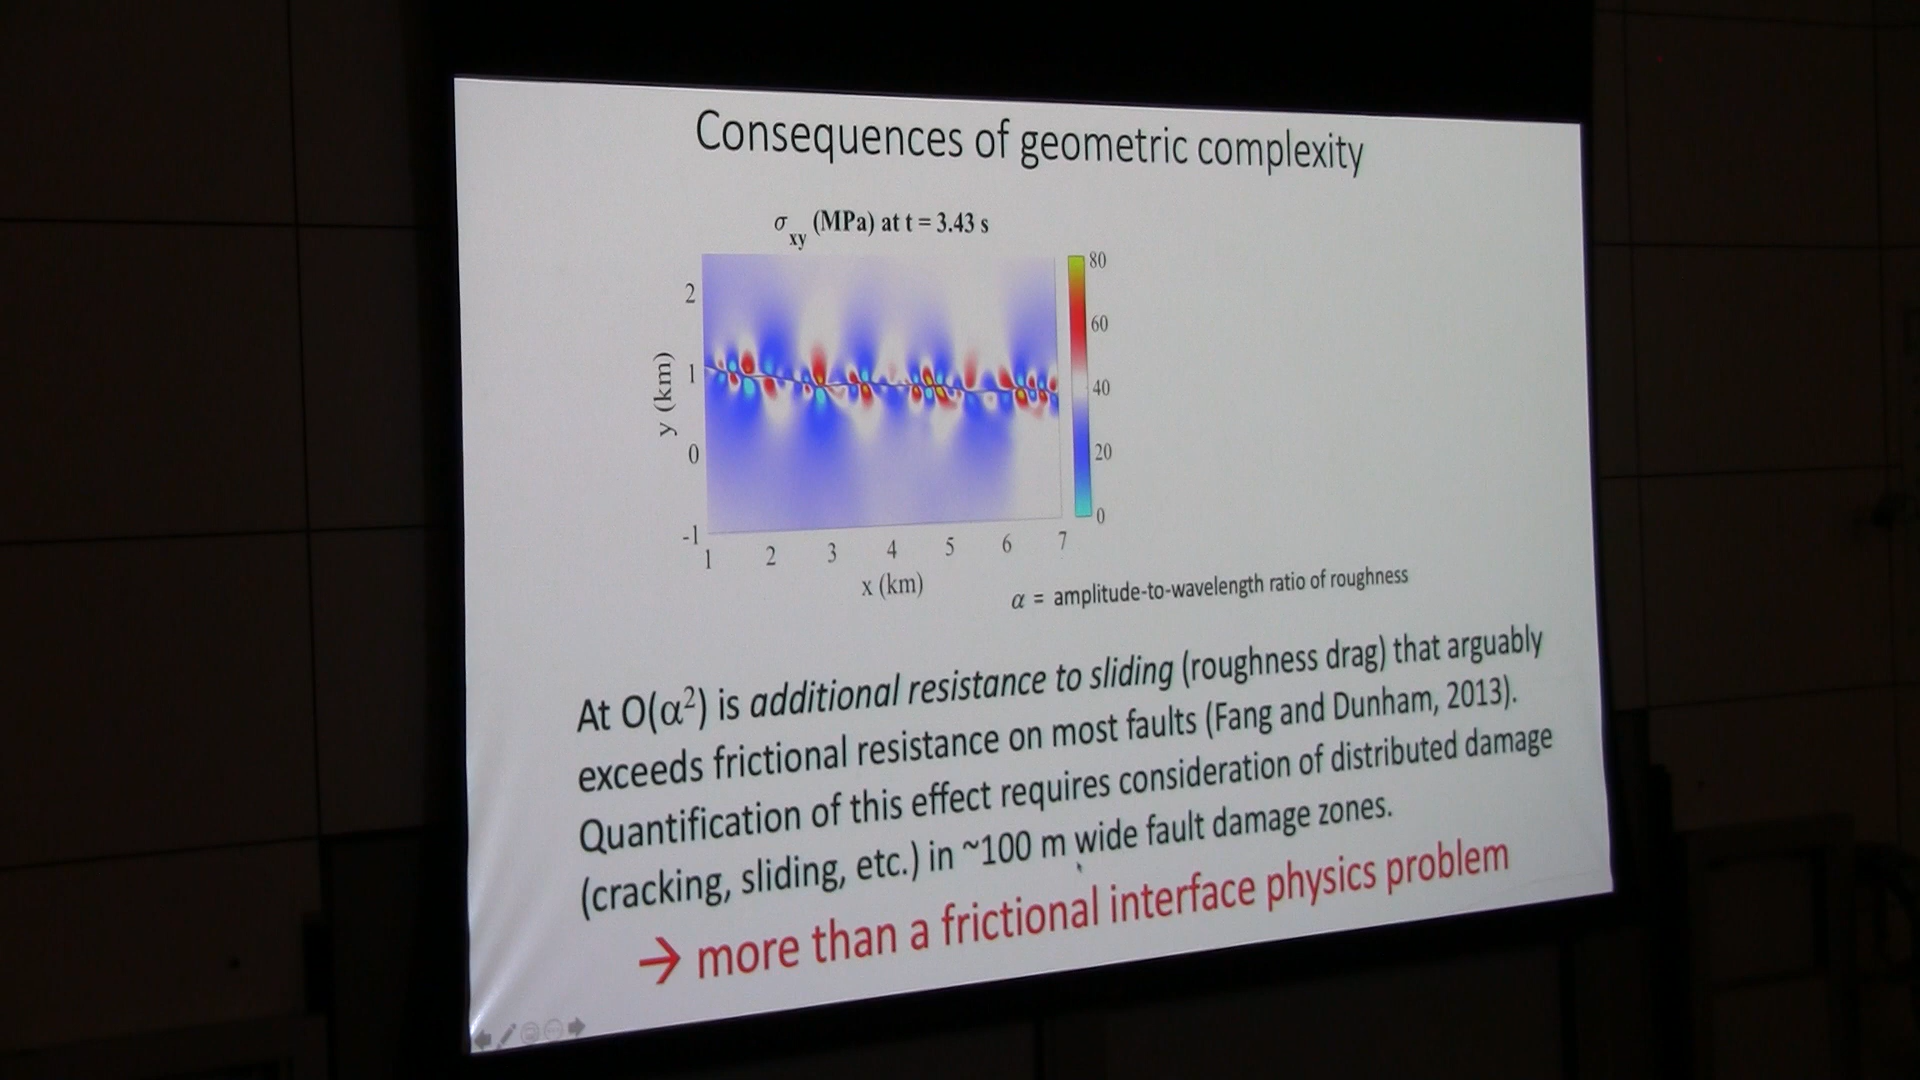 Consequences of geometric complexity
σxy (MPa) at t = 3.43 s
80
60
40
20
0
2
1
0
-1
y (km)
1 2 3 4 5 6 7
x (km)
α = amplitude-to-wavelength ratio of roughness
At O(α²) is additional resistance to sliding (roughness drag) that arguably
exceeds frictional resistance on most faults (Fang and Dunham, 2013).
Quantification of this effect requires consideration of distributed damage
(cracking, sliding, etc.) in ~100 m wide fault damage zones.
→ more than a frictional interface physics problem